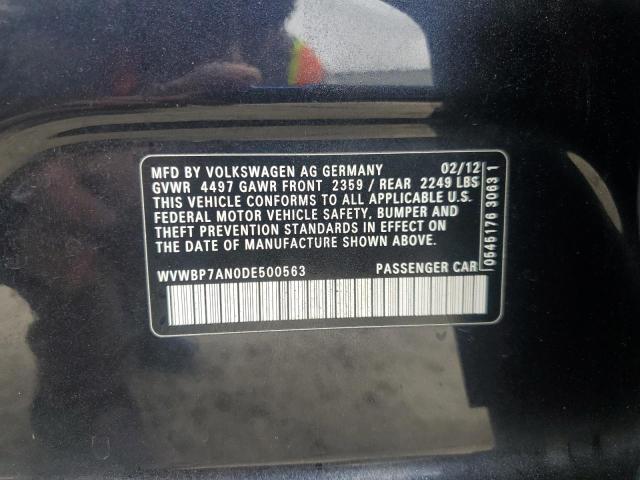 MFD BY VOLKSWAGEN AG GERMANY 02/12
GVWR 4497 GAWR FRONT 2359 / REAR 2249 LBS
THIS VEHICLE CONFORMS TO ALL APPLICABLE U.S.
FEDERAL MOTOR VEHICLE SAFETY, BUMPER AND
THEFT PREVENTION STANDARDS IN EFFECT ON
THE DATE OF MANUFACTURE SHOWN ABOVE.
WVWBP7AN0DE500563 PASSENGER CAR
0545176 3063 1